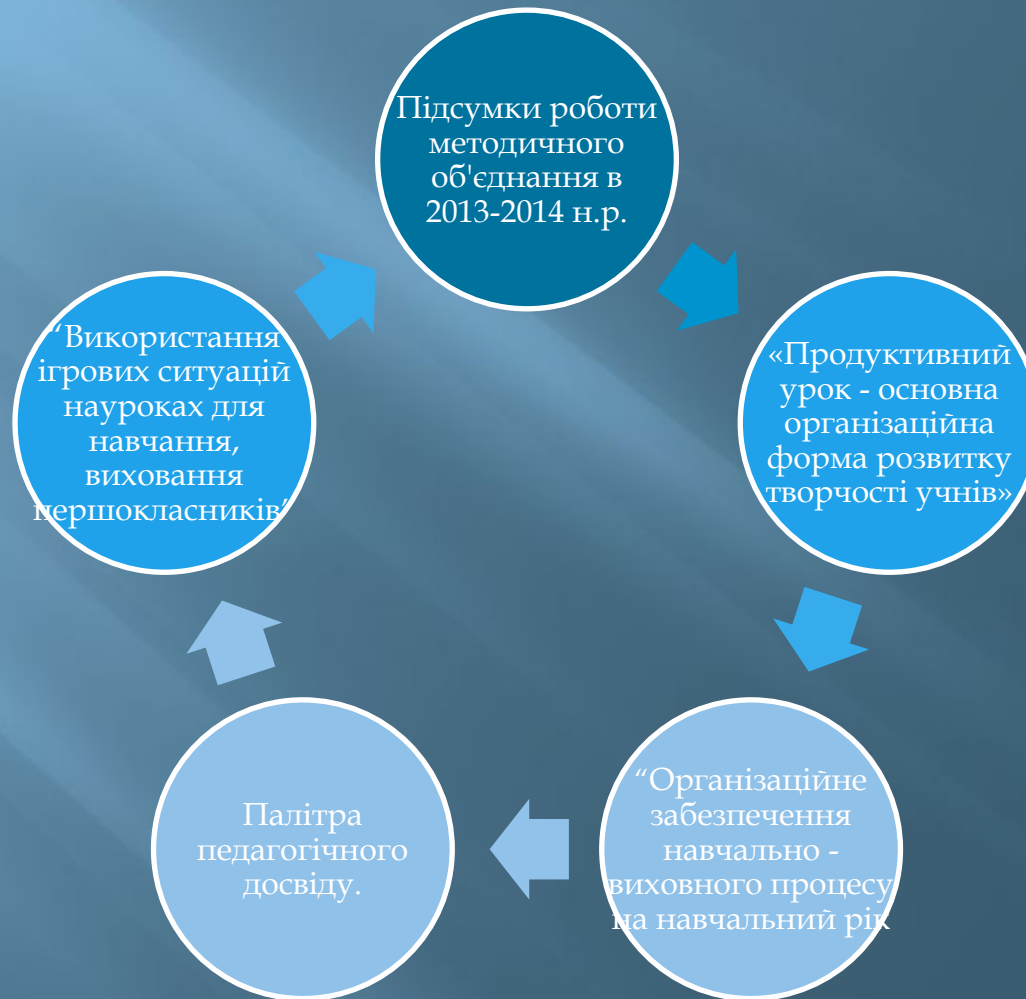 Підсумки роботи
методичного
об'єднання в
2013-2014 н.р.
«Продуктивний
урок - основна
організаційна
форма розвитку
творчості учнів»
“Організаційне
забезпечення
навчально -
виховного процесу
на навчальний рік
Палітра
педагогічного
досвіду.
“Використання
ігрових ситуацій
науроках для
навчання,
виховання
першокласників”